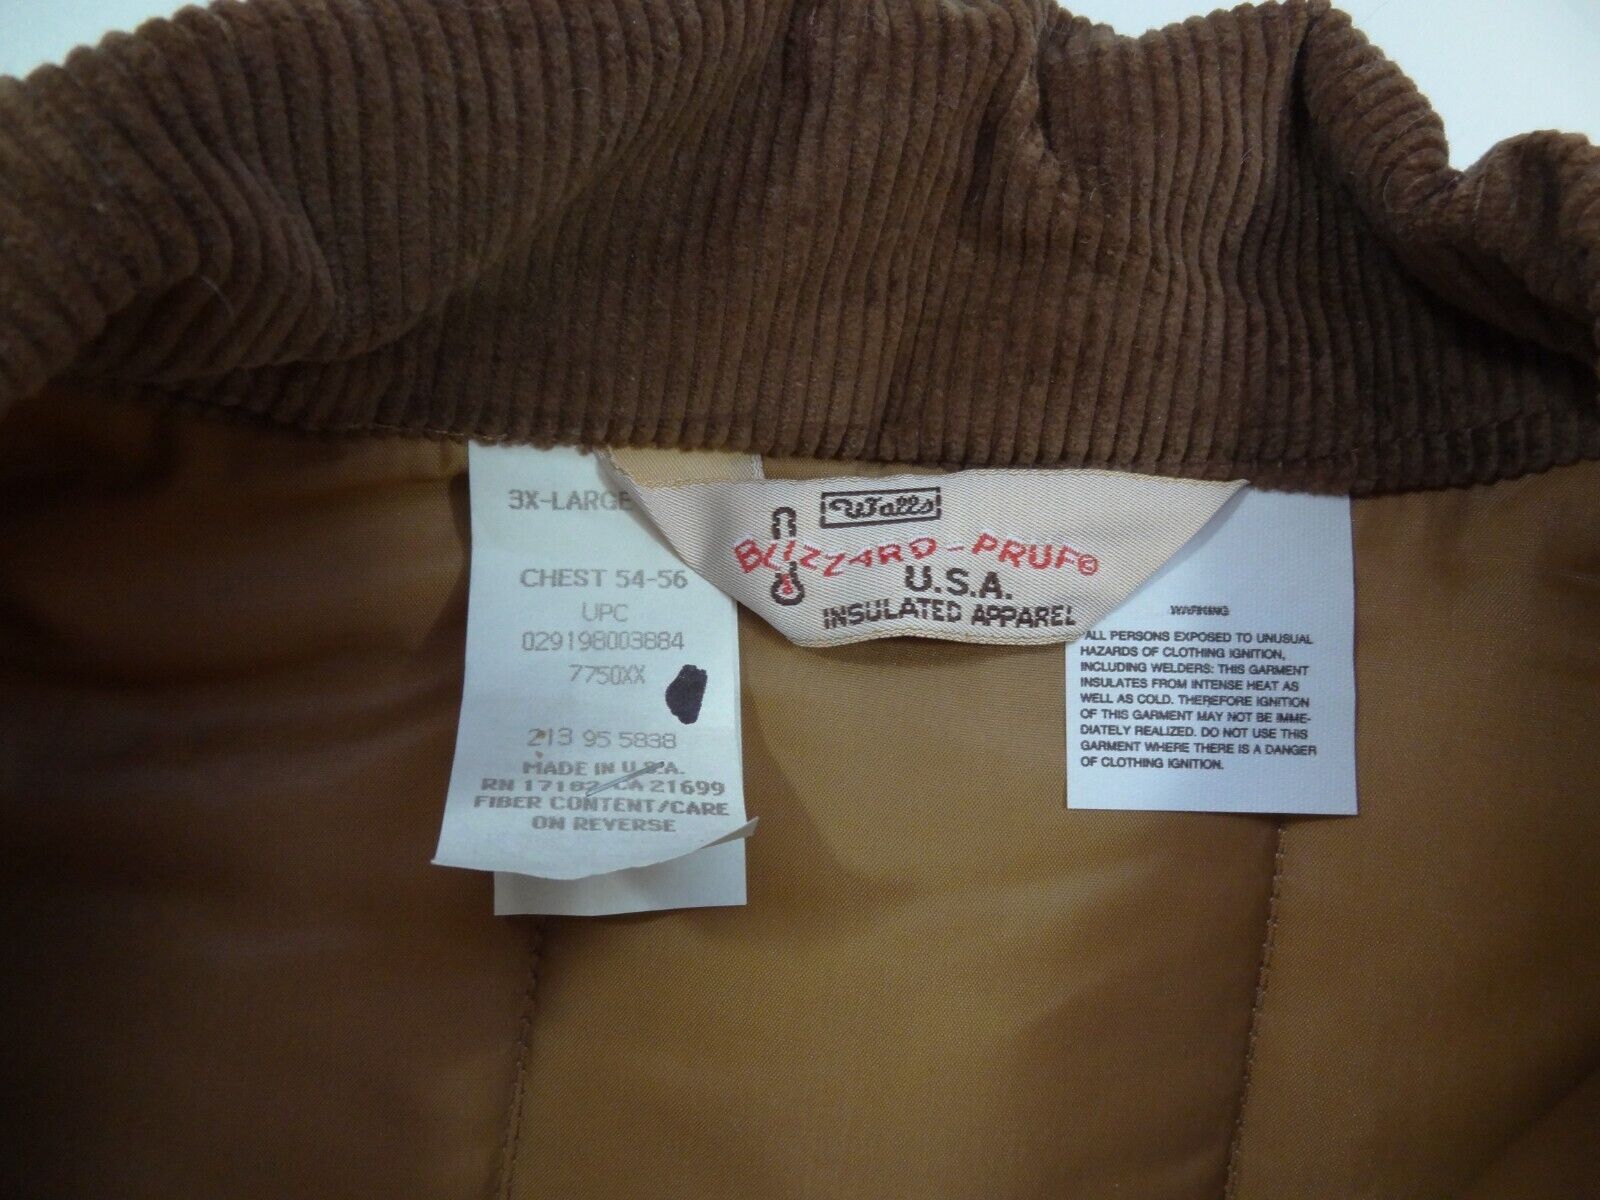 3X-LARGE
CHEST 54-56
UPC
029198003884
7750XX
213 95 5838
MADE IN U.S.A.
RN 17182 CA 21699
FIBER CONTENT/CARE
ON REVERSE
Walls
BLIZZARD-PRUF©
U.S.A.
INSULATED APPAREL
WARNING
ALL PERSONS EXPOSED TO UNUSUAL
HAZARDS OF CLOTHING IGNITION,
INCLUDING WELDERS: THIS GARMENT
INSULATES FROM INTENSE HEAT AS
WELL AS COLD. THEREFORE IGNITION
OF THIS GARMENT MAY NOT BE IMME-
DIATELY REALIZED. DO NOT USE THIS
GARMENT WHERE THERE IS A DANGER
OF CLOTHING IGNITION.